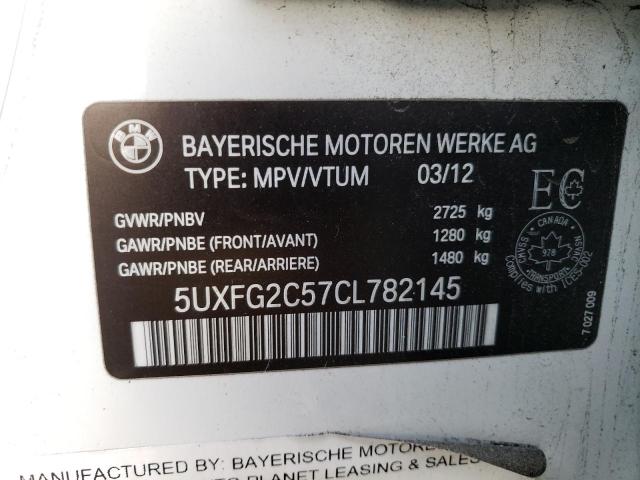 BMW
BAYERISCHE MOTOREN WERKE AG
TYPE: MPV/VTUM 03/12
EC
GVWR/PNBV 2725 kg
GAWR/PNBE (FRONT/AVANT) 1280 kg
GAWR/PNBE (REAR/ARRIERE) 1480 kg
CANADA
978
TRANSPORT
7 027 009
5UXFG2C57CL782145
MANUFACTURED BY: BAYERISCHE MOTORE
PLANET LEASING & SALES